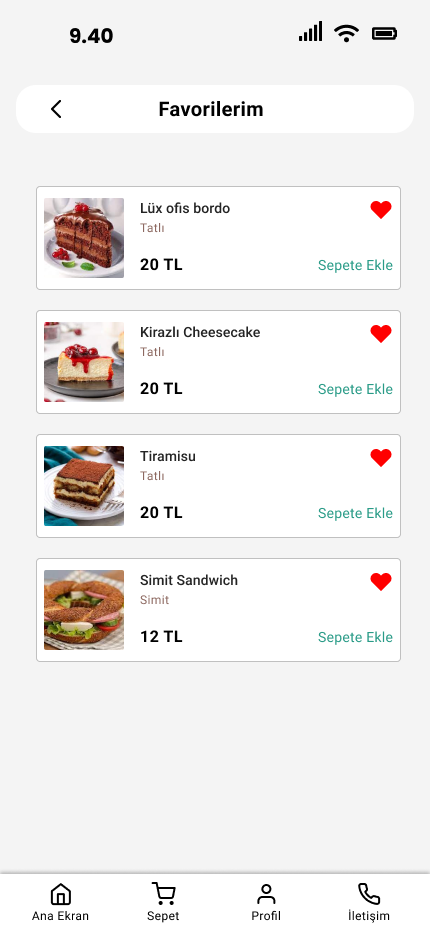 9.40
Favorilerim
Lüx ofis bordo
Tatlı
20 TL
Sepete Ekle
Kirazlı Cheesecake
Tatlı
20 TL
Sepete Ekle
Tiramisu
Tatlı
20 TL
Sepete Ekle
Simit Sandwich
Simit
12 TL
Sepete Ekle
Ana Ekran
Sepet
Profil
İletişim